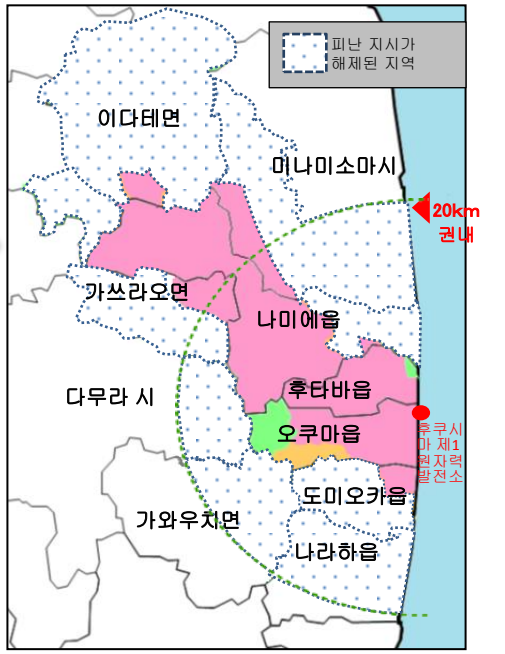 피난 지시가
해제된 지역
이다테면
미나미소마시
20km
권내
가쓰라오면
나미에읍
다무라 시
후타바읍
오쿠마읍
후쿠시
마 제1
원자력
발전소
도미오카읍
가와우치면
나라하읍